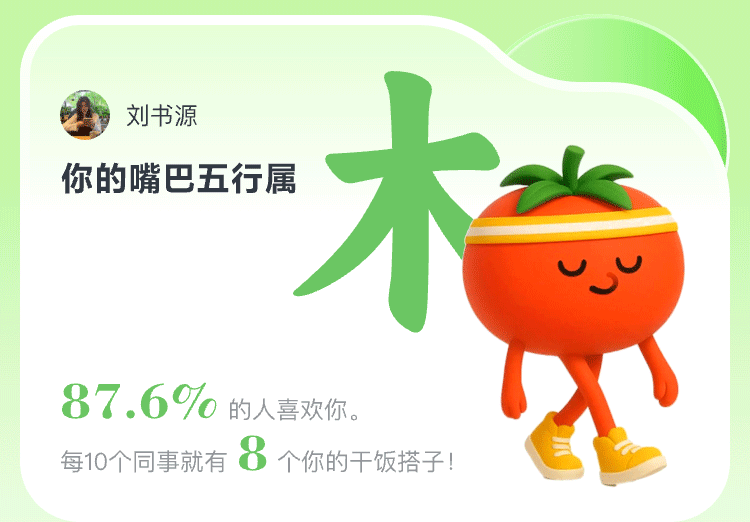 刘书源
你的嘴巴五行属
木
87.6% 的人喜欢你。
每10个同事就有 8 个你的干饭搭子！